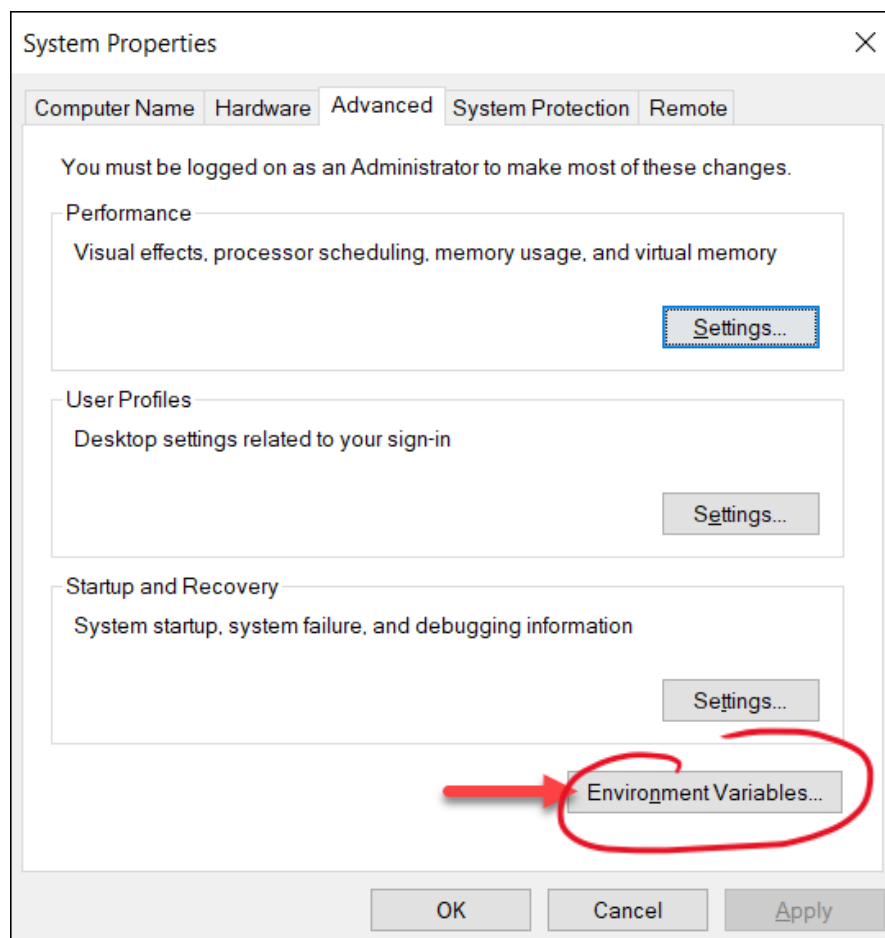 System Properties
Computer Name
Hardware
Advanced
System Protection
Remote
You must be logged on as an Administrator to make most of these changes.
Performance
Visual effects, processor scheduling, memory usage, and virtual memory
Settings...
User Profiles
Desktop settings related to your sign-in
Settings...
Startup and Recovery
System startup, system failure, and debugging information
Settings...
Environment Variables...
OK
Cancel
Apply